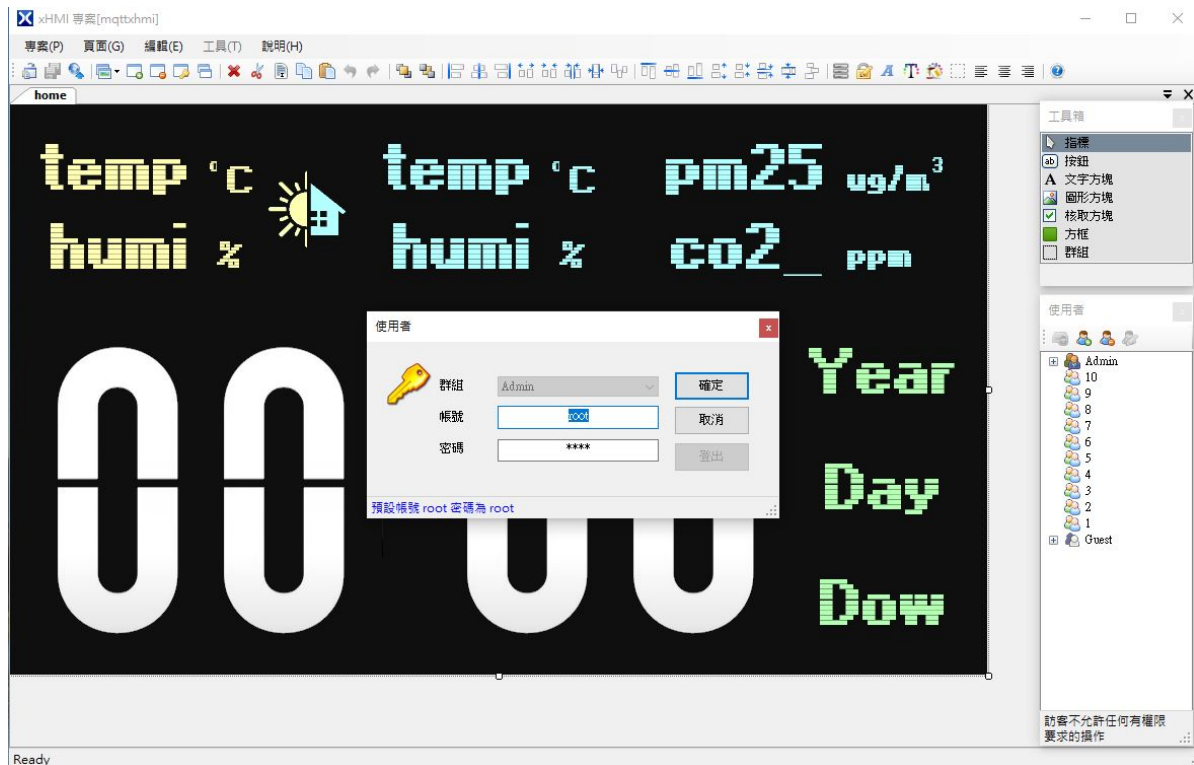 xHMI 專案[mqttxhmi]
專案(P) 頁面(G) 編輯(E) 工具(T) 說明(H)
home
temp °C temp °C pm25 ug/m³
humi % humi % co2_ ppm
00 00
Year
Day
Dow
使用者
群組 Admin 確定
帳號 root 取消
密碼 **** 登出
預設帳號 root 密碼為 root
工具箱
指標
按鈕
文字方塊
圖形方塊
核取方塊
方框
群組
使用者
Admin
10
9
8
7
6
5
4
3
2
1
Guest
訪客不允許任何有權限
要求的操作
Ready